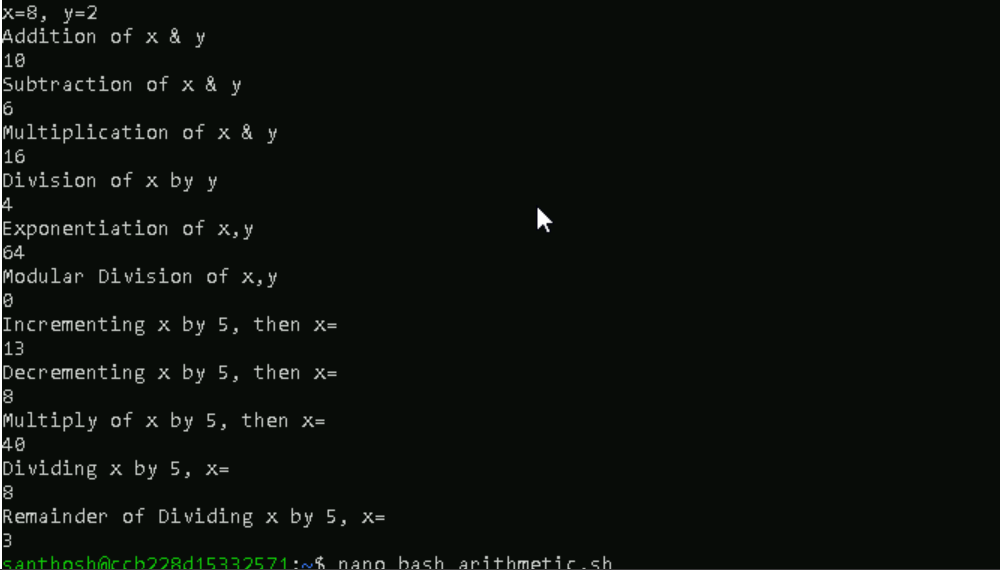 x=8, y=2
Addition of x & y
10
Subtraction of x & y
6
Multiplication of x & y
16
Division of x by y
4
Exponentiation of x,y
64
Modular Division of x,y
0
Incrementing x by 5, then x=
13
Decrementing x by 5, then x=
8
Multiply of x by 5, then x=
40
Dividing x by 5, x=
8
Remainder of Dividing x by 5, x=
3
santhosh@ccb228d15332571:~$ nano bash_arithmetic.sh